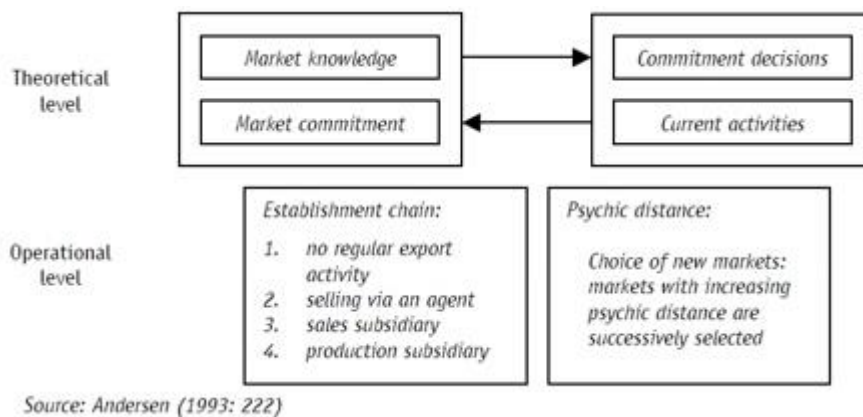 Theoretical
level
Market knowledge
Market commitment
Commitment decisions
Current activities
Operational
level
Establishment chain:
1. no regular export
activity
2. selling via an agent
3. sales subsidiary
4. production subsidiary
Psychic distance:
Choice of new markets:
markets with increasing
psychic distance are
successively selected
Source: Andersen (1993: 222)